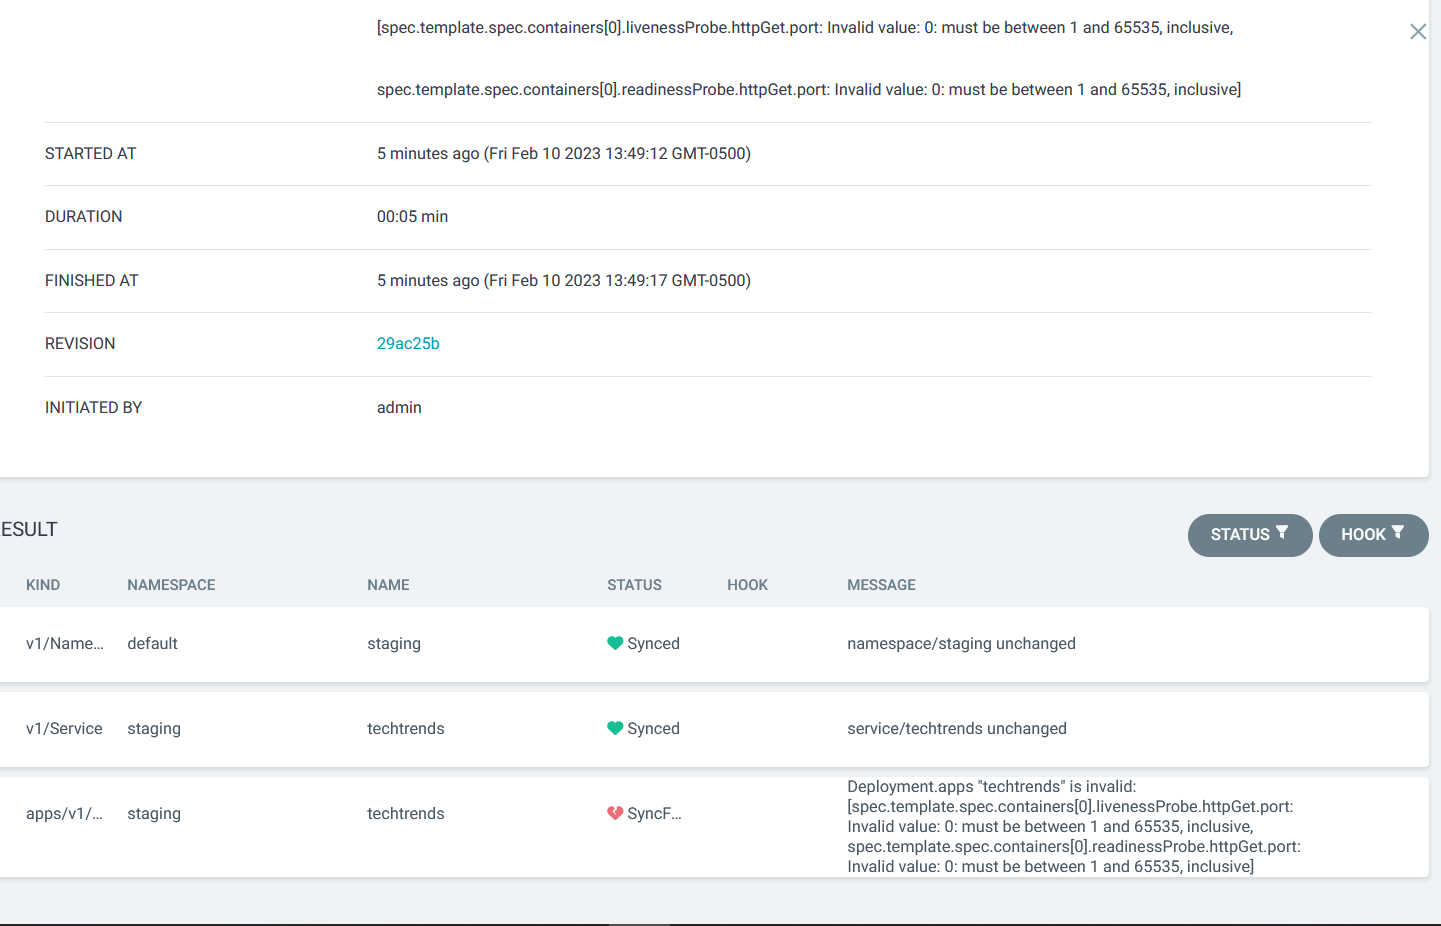 [spec.template.spec.containers[0].livenessProbe.httpGet.port: Invalid value: 0: must be between 1 and 65535, inclusive,
spec.template.spec.containers[0].readinessProbe.httpGet.port: Invalid value: 0: must be between 1 and 65535, inclusive]
STARTED AT 5 minutes ago (Fri Feb 10 2023 13:49:12 GMT-0500)
DURATION 00:05 min
FINISHED AT 5 minutes ago (Fri Feb 10 2023 13:49:17 GMT-0500)
REVISION 29ac25b
INITIATED BY admin
ESULT
STATUS HOOK
KIND NAMESPACE NAME STATUS HOOK MESSAGE
v1/Name... default staging Synced namespace/staging unchanged
v1/Service staging techtrends Synced service/techtrends unchanged
apps/v1/... staging techtrends SyncF... Deployment.apps "techtrends" is invalid:
[spec.template.spec.containers[0].livenessProbe.httpGet.port:
Invalid value: 0: must be between 1 and 65535, inclusive,
spec.template.spec.containers[0].readinessProbe.httpGet.port:
Invalid value: 0: must be between 1 and 65535, inclusive]